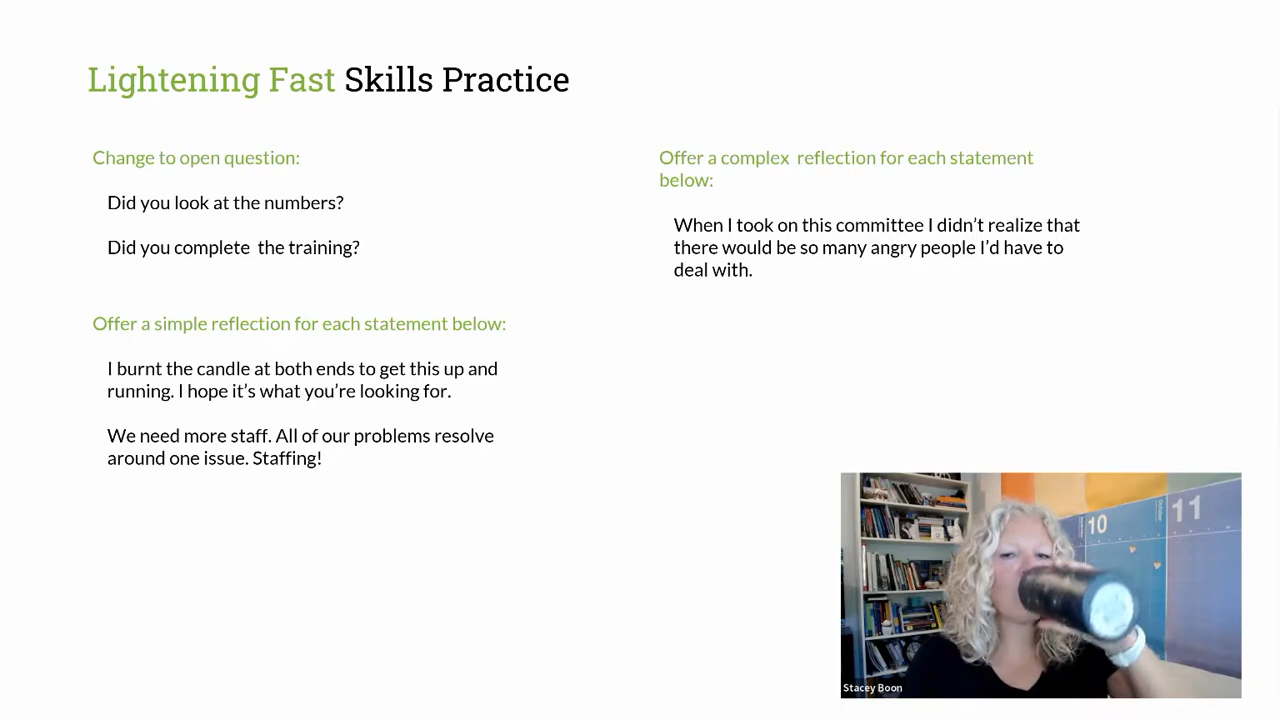 Lightening Fast Skills Practice
Change to open question:
Did you look at the numbers?
Did you complete the training?
Offer a simple reflection for each statement below:
I burnt the candle at both ends to get this up and
running. I hope it's what you're looking for.
We need more staff. All of our problems resolve
around one issue. Staffing!
Offer a complex reflection for each statement
below:
When I took on this committee I didn't realize that
there would be so many angry people I'd have to
deal with.
10
October
11
Stacey Boon